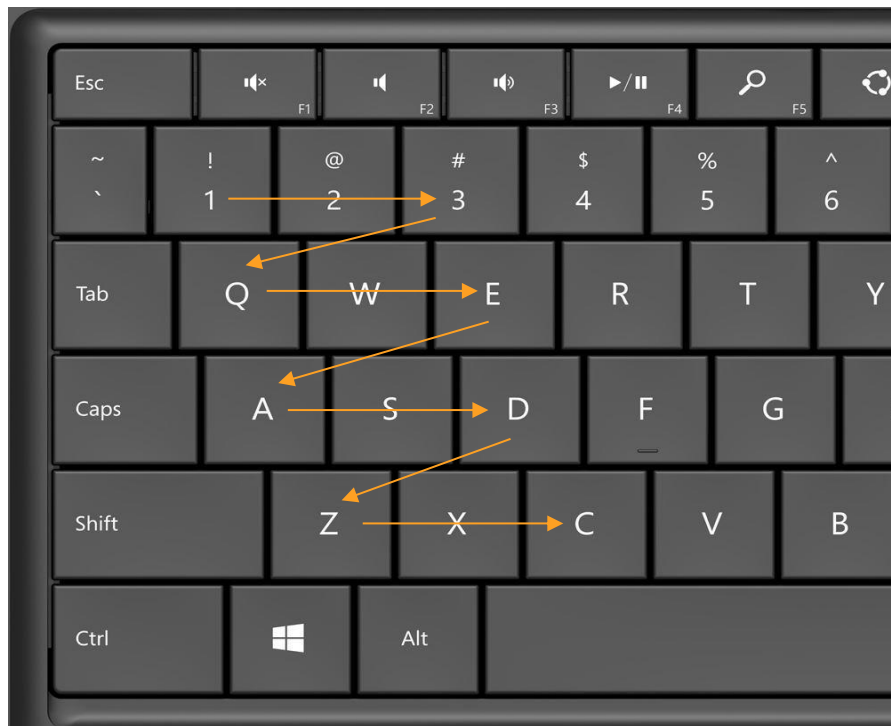 Esc F1 F2 F3 F4 F5
~ ! @ # $ % ^
` 1 2 3 4 5 6
Tab Q W E R T Y
Caps A S D F G
Shift Z X C V B
Ctrl Alt